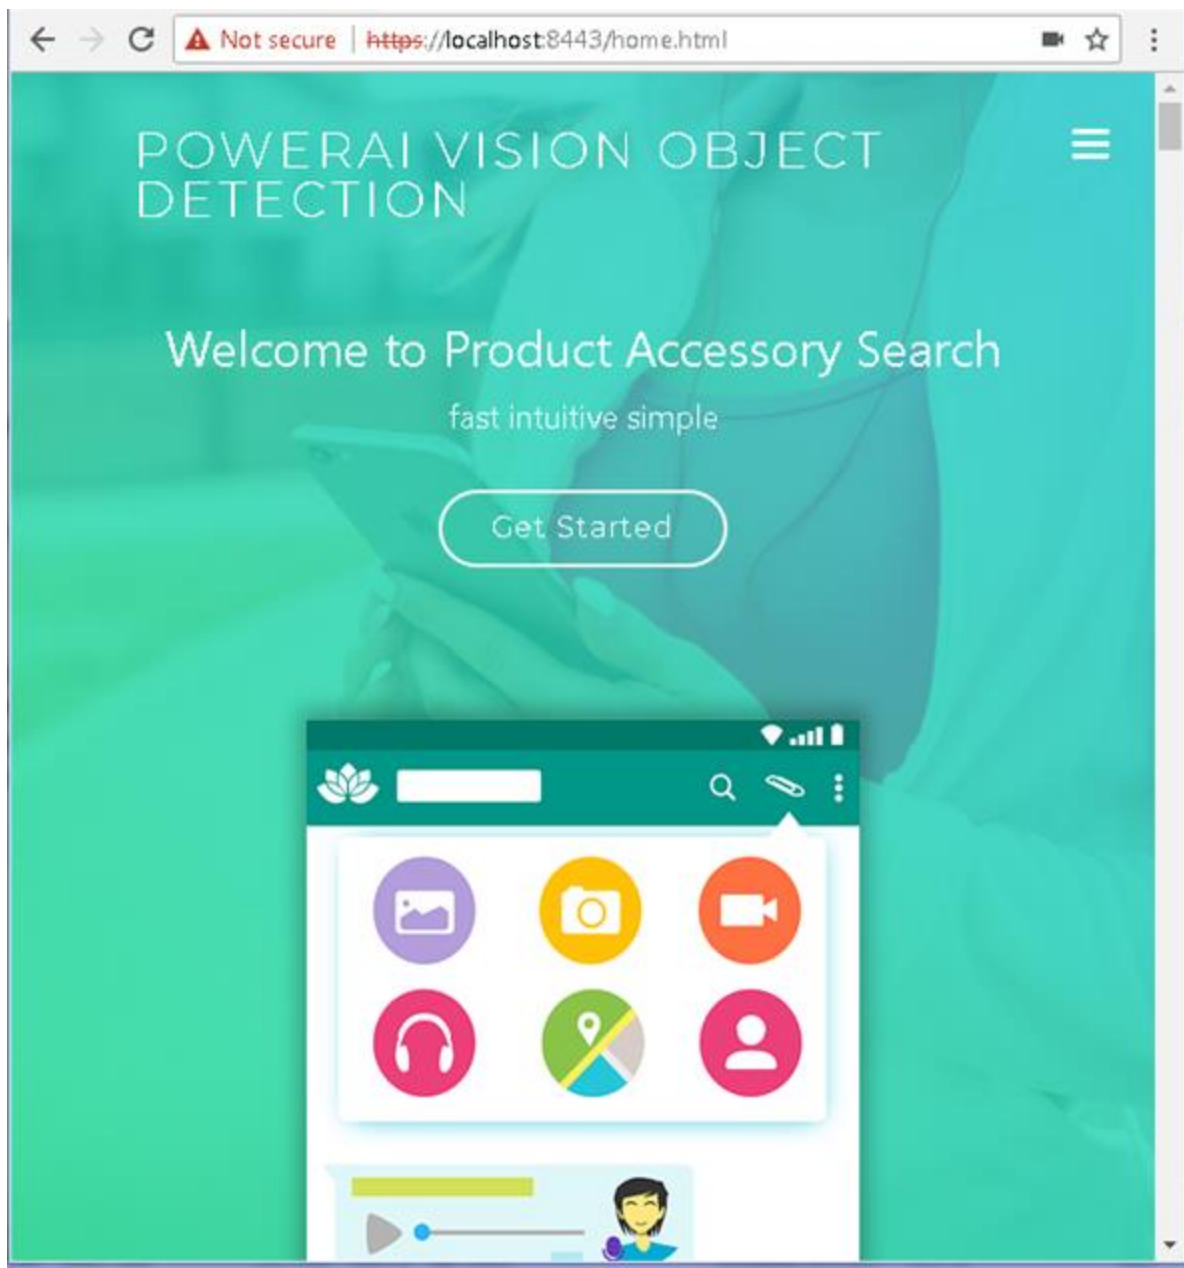 Not secure | https://localhost:8443/home.html
POWERAI VISION OBJECT
DETECTION
Welcome to Product Accessory Search
fast intuitive simple
Get Started